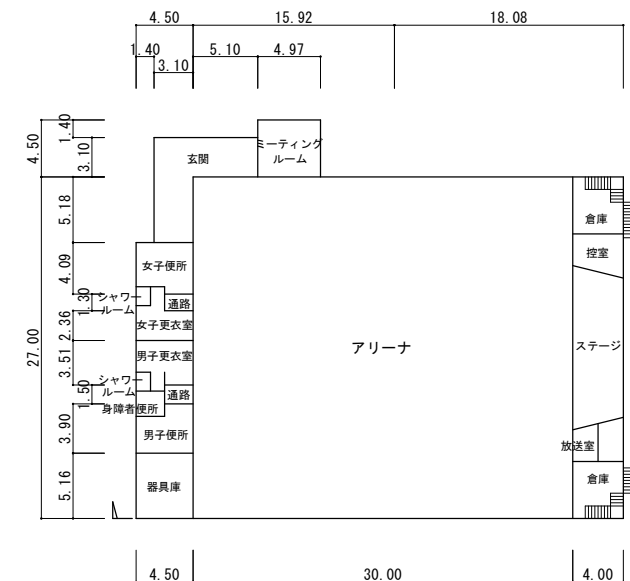 4.50 15.92 18.08
1.40 5.10 4.97
3.10
4.50
1.40
3.10
ミーティング
ルーム
玄関
5.18
倉庫
控室
4.09
女子便所
シャワー
ルーム
通路
1.30
女子更衣室
2.36
27.00
アリーナ
ステージ
3.51
男子更衣室
シャワー
ルーム
通路
1.50
身障者便所
3.90
男子便所
放送室
5.16
器具庫
倉庫
4.50 30.00 4.00